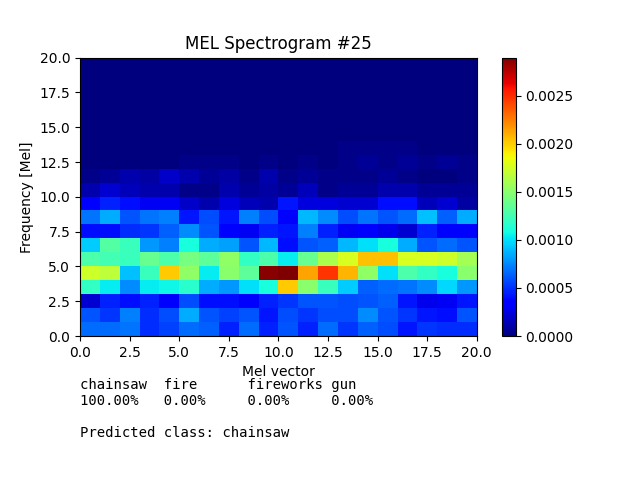 MEL Spectrogram #25
20.0
17.5
15.0
12.5
10.0
7.5
5.0
2.5
0.0
Frequency [Mel]
0.0 2.5 5.0 7.5 10.0 12.5 15.0 17.5 20.0
Mel vector
0.0025
0.0020
0.0015
0.0010
0.0005
0.0000
chainsaw fire fireworks gun
100.00% 0.00% 0.00% 0.00%
Predicted class: chainsaw